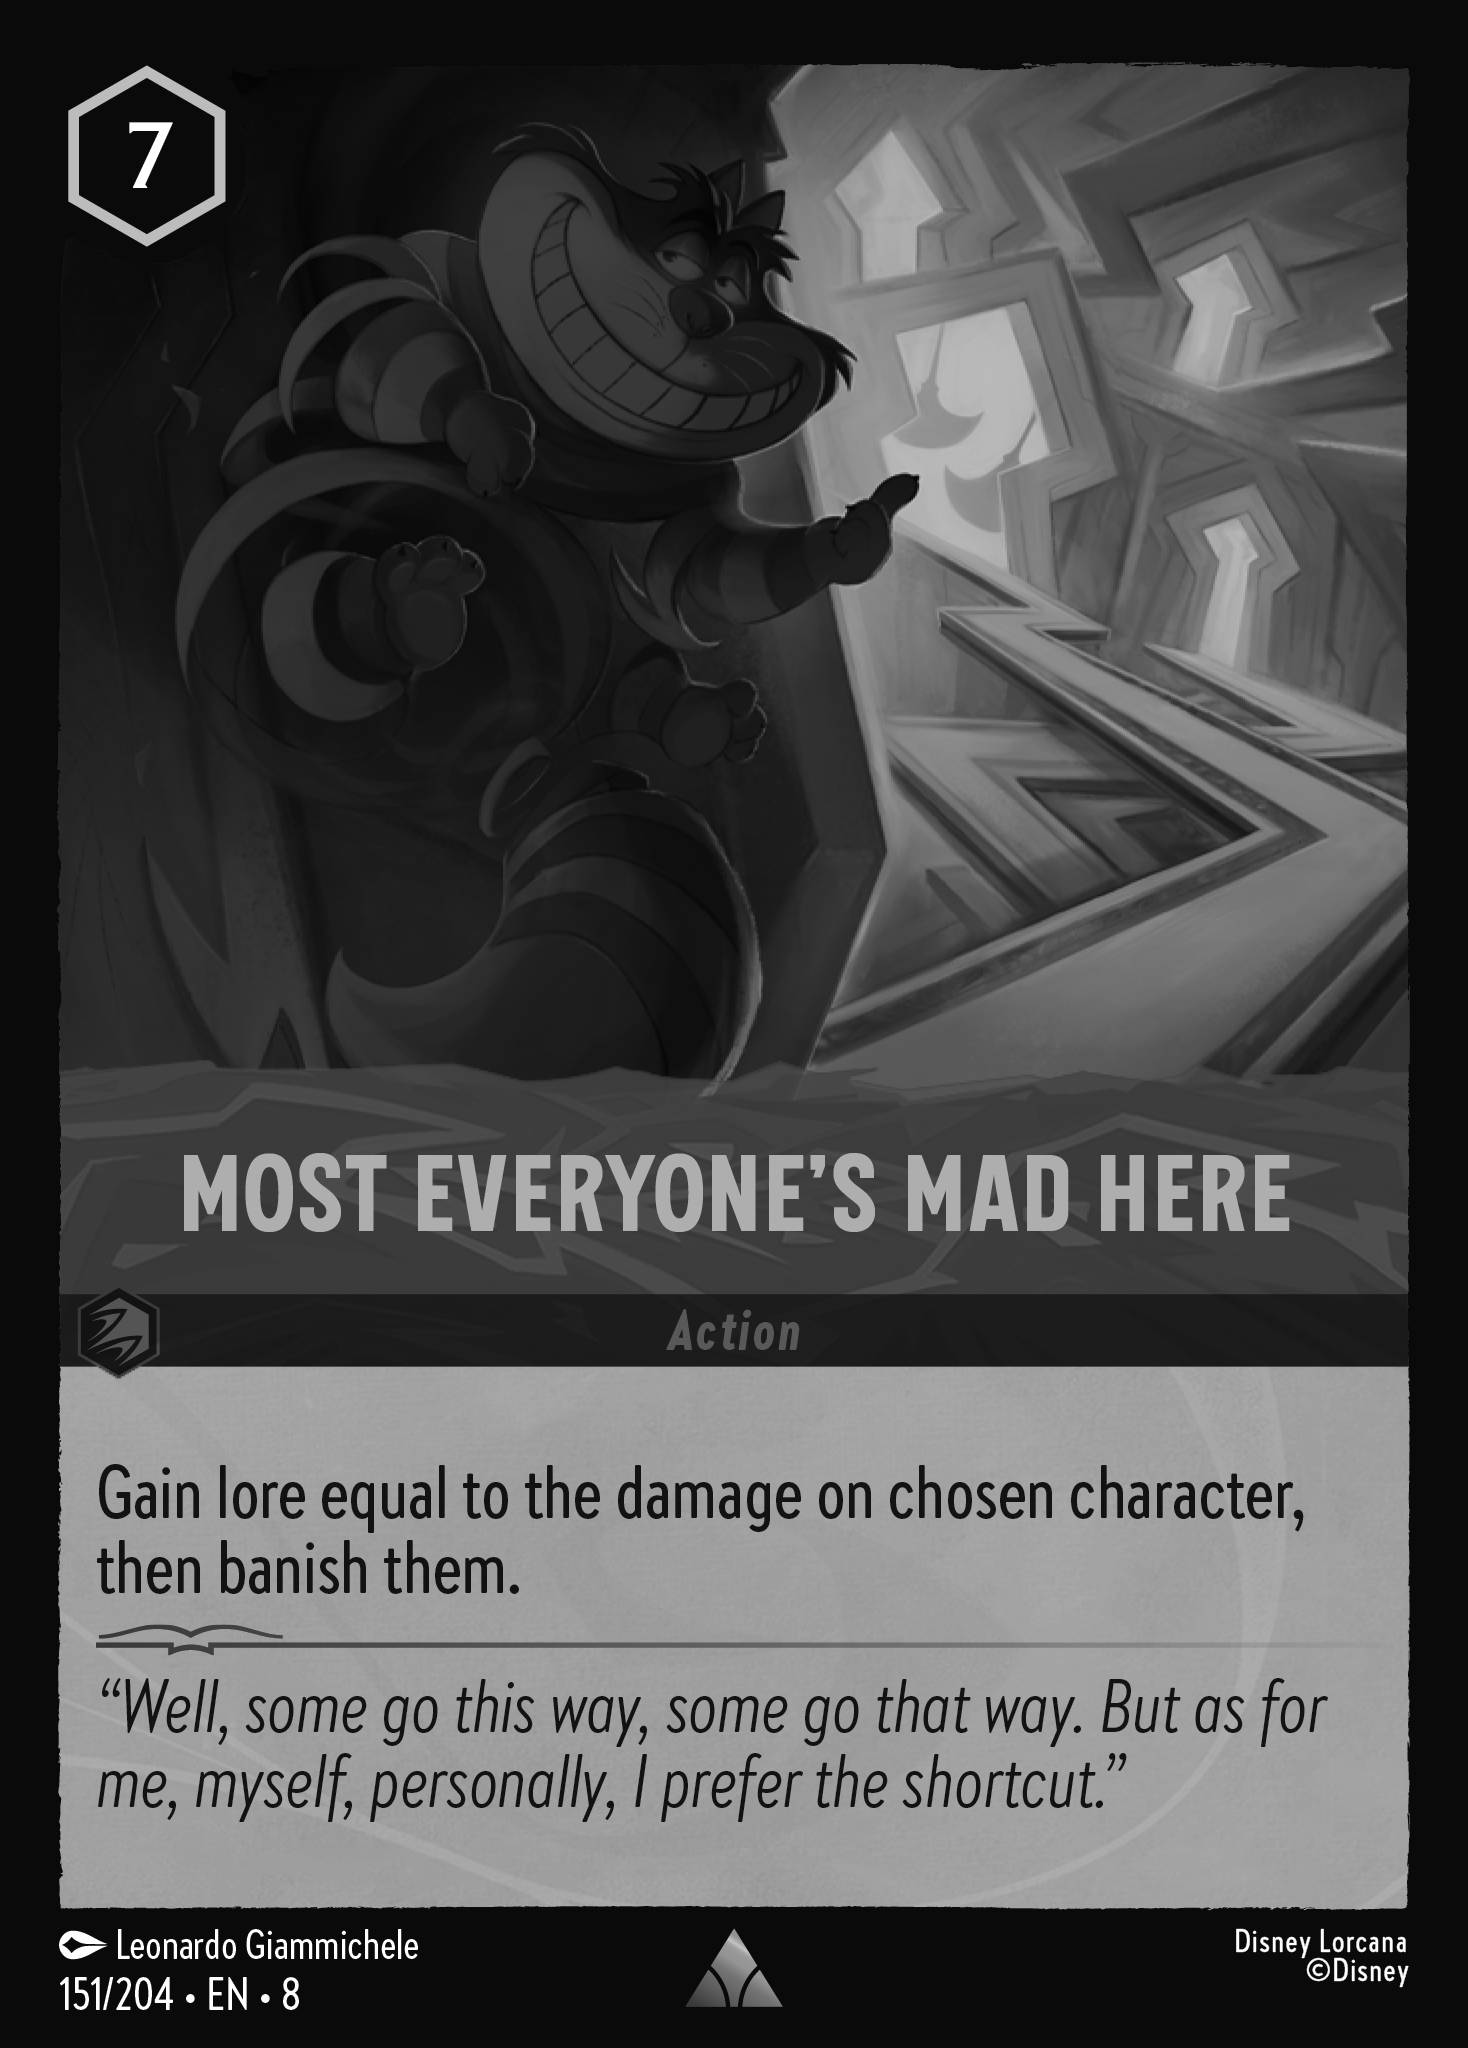 7
MOST EVERYONE’S MAD HERE
Action
Gain lore equal to the damage on chosen character,
then banish them.
“Well, some go this way, some go that way. But as for
me, myself, personally, I prefer the shortcut.”
Leonardo Giammichele
151/204 • EN • 8
Disney Lorcana
©Disney